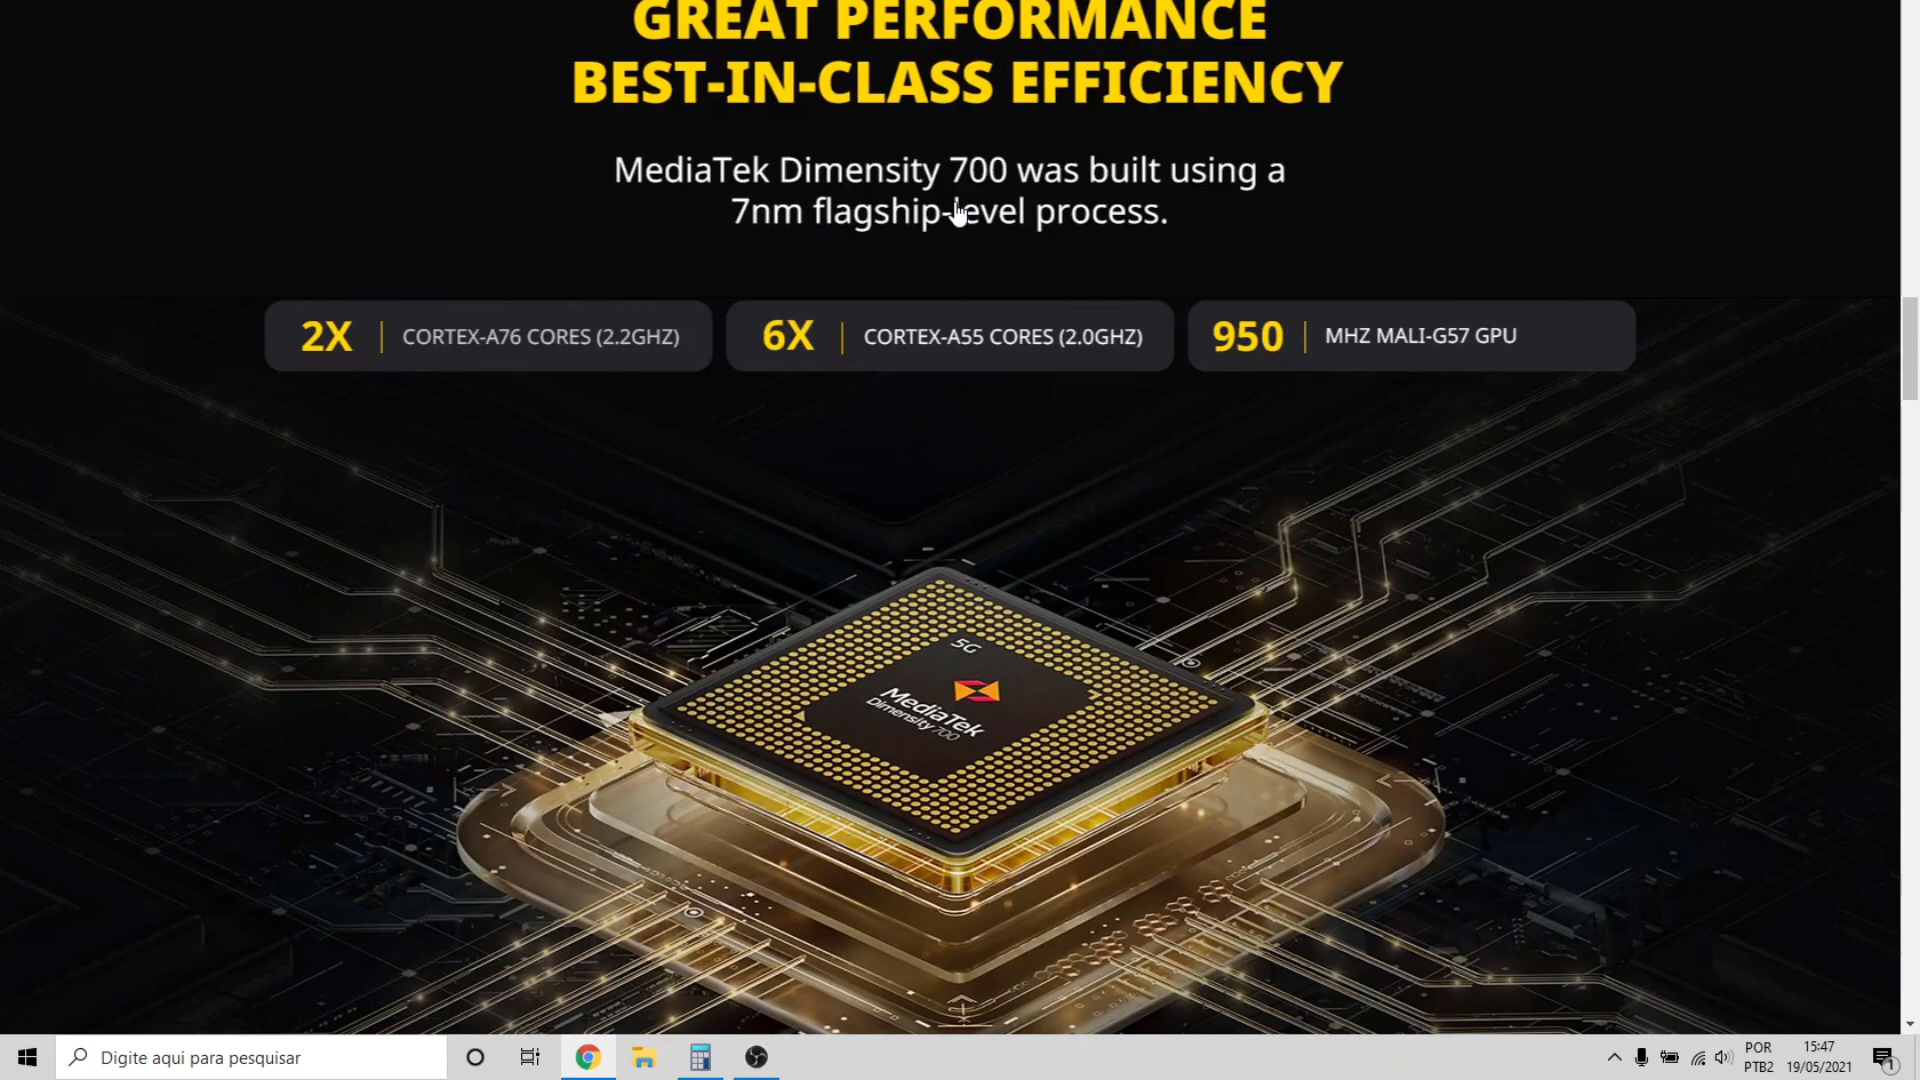 GREAT PERFORMANCE
BEST-IN-CLASS EFFICIENCY
MediaTek Dimensity 700 was built using a
7nm flagship-level process.
2X | CORTEX-A76 CORES (2.2GHZ)
6X | CORTEX-A55 CORES (2.0GHZ)
950 | MHZ MALI-G57 GPU
5G
MediaTek
Dimensity 700
Digite aqui para pesquisar
POR
PTB2
15:47
19/05/2021
1